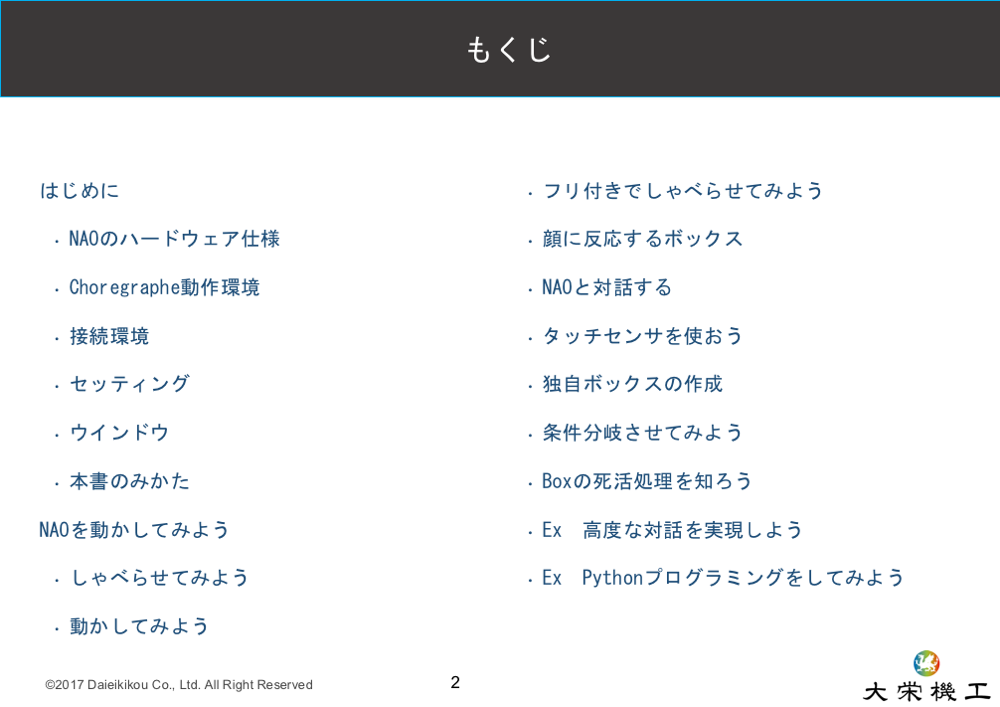 もくじ
はじめに
・NAOのハードウェア仕様
・Choregraphe動作環境
・接続環境
・セッティング
・ウインドウ
・本書のみかた
NAOを動かしてみよう
・しゃべらせてみよう
・動かしてみよう
・フリ付きでしゃべらせてみよう
・顔に反応するボックス
・NAOと対話する
・タッチセンサを使おう
・独自ボックスの作成
・条件分岐させてみよう
・Boxの死活処理を知ろう
・Ex　高度な対話を実現しよう
・Ex　Pythonプログラミングをしてみよう
©2017 Daieikikou Co., Ltd. All Right Reserved
2
大栄機工